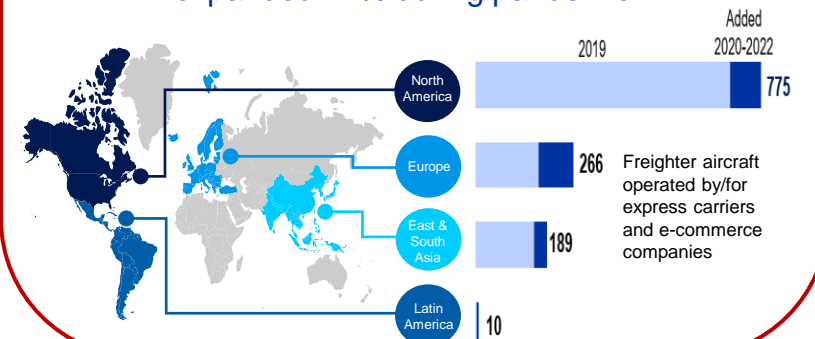 Added
2019 2020-2022
North
America
775
Europe
266
Freighter aircraft
operated by/for
express carriers
and e-commerce
companies
East &
South
Asia
189
Latin
America
10